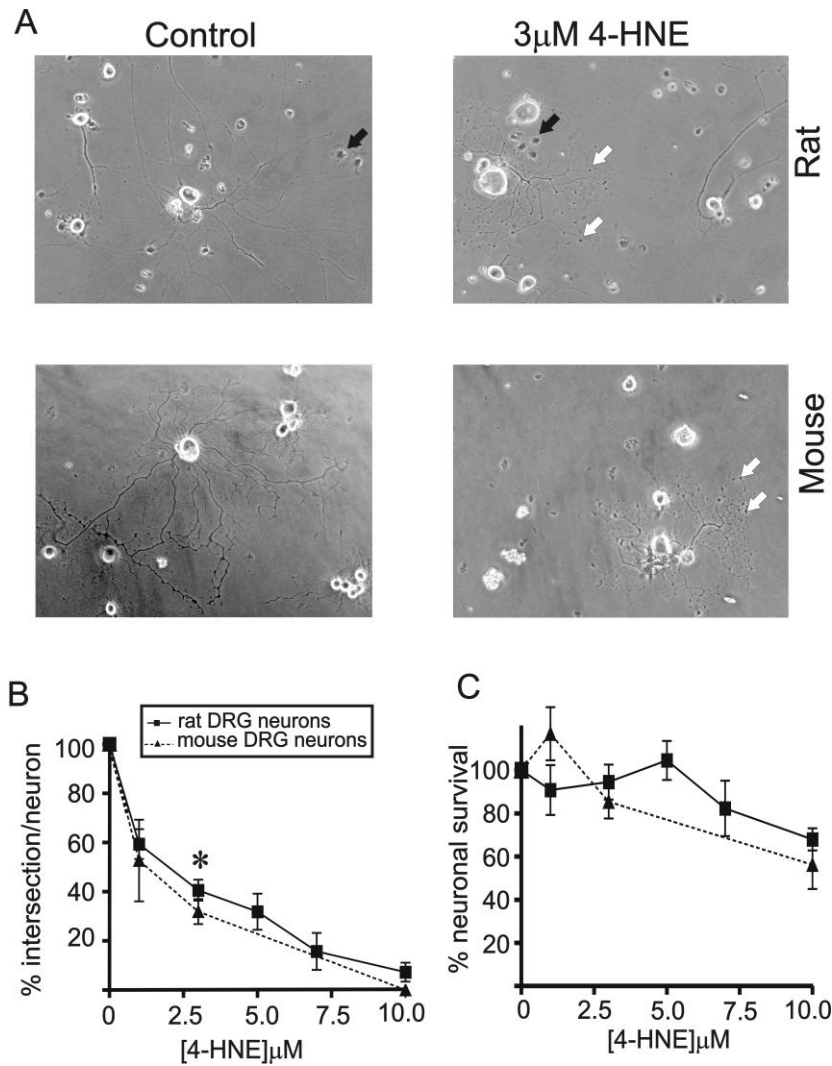 A
Control
3μM 4-HNE
Rat
Mouse
B
rat DRG neurons
mouse DRG neurons
% intersection/neuron
100
80
60
40
20
*
0
2.5
5.0
7.5
10.0
[4-HNE]μM
C
% neuronal survival
100
80
60
40
20
0
2.5
5.0
7.5
10.0
[4-HNE]μM